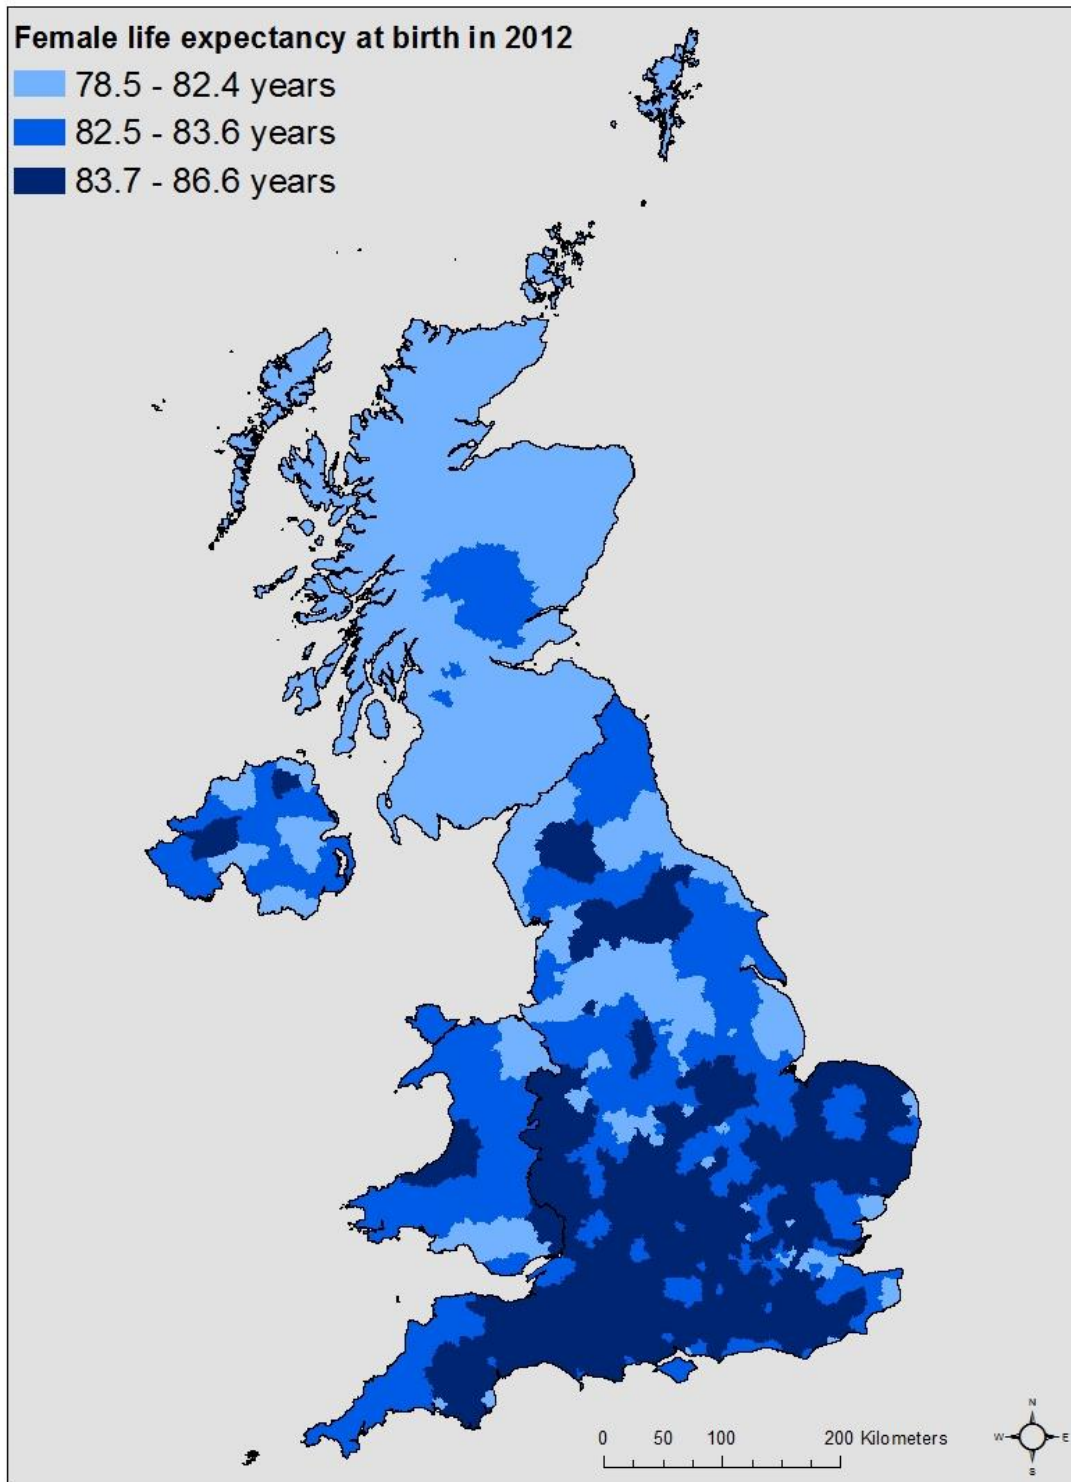 Female life expectancy at birth in 2012
78.5 - 82.4 years
82.5 - 83.6 years
83.7 - 86.6 years
0 50 100 200 Kilometers
N
W E
S